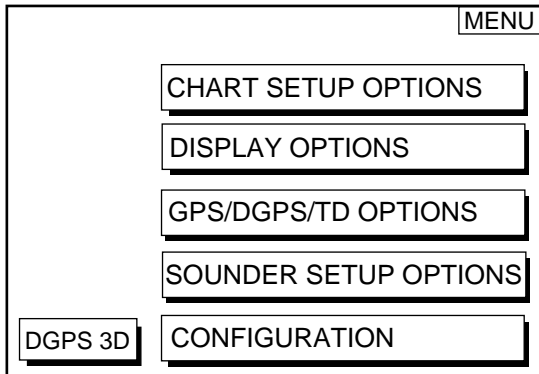 MENU
CHART SETUP OPTIONS
DISPLAY OPTIONS
GPS/DGPS/TD OPTIONS
SOUNDER SETUP OPTIONS
DGPS 3D
CONFIGURATION